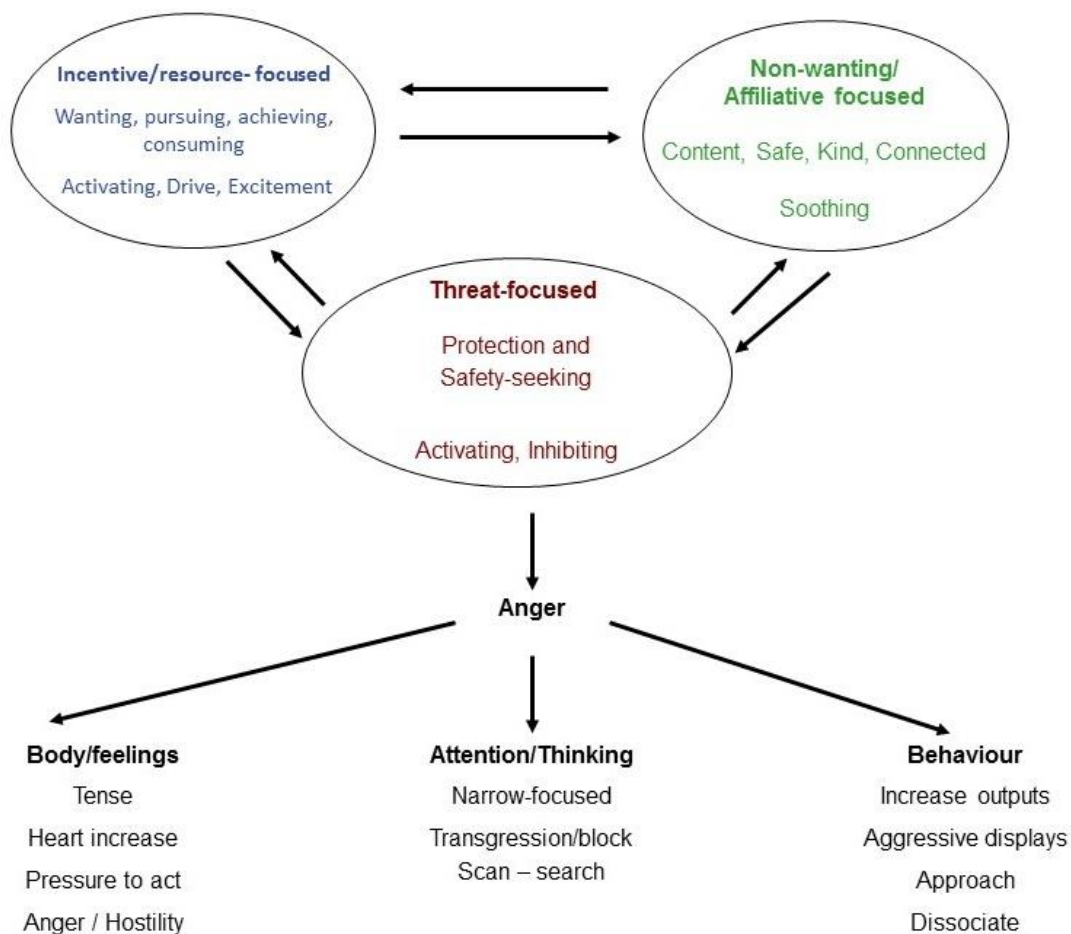 Incentive/resource- focused
Wanting, pursuing, achieving,
consuming
Activating, Drive, Excitement
Non-wanting/
Affiliative focused
Content, Safe, Kind, Connected
Soothing
Threat-focused
Protection and
Safety-seeking
Activating, Inhibiting
Anger
Body/feelings
Tense
Heart increase
Pressure to act
Anger / Hostility
Attention/Thinking
Narrow-focused
Transgression/block
Scan – search
Behaviour
Increase outputs
Aggressive displays
Approach
Dissociate